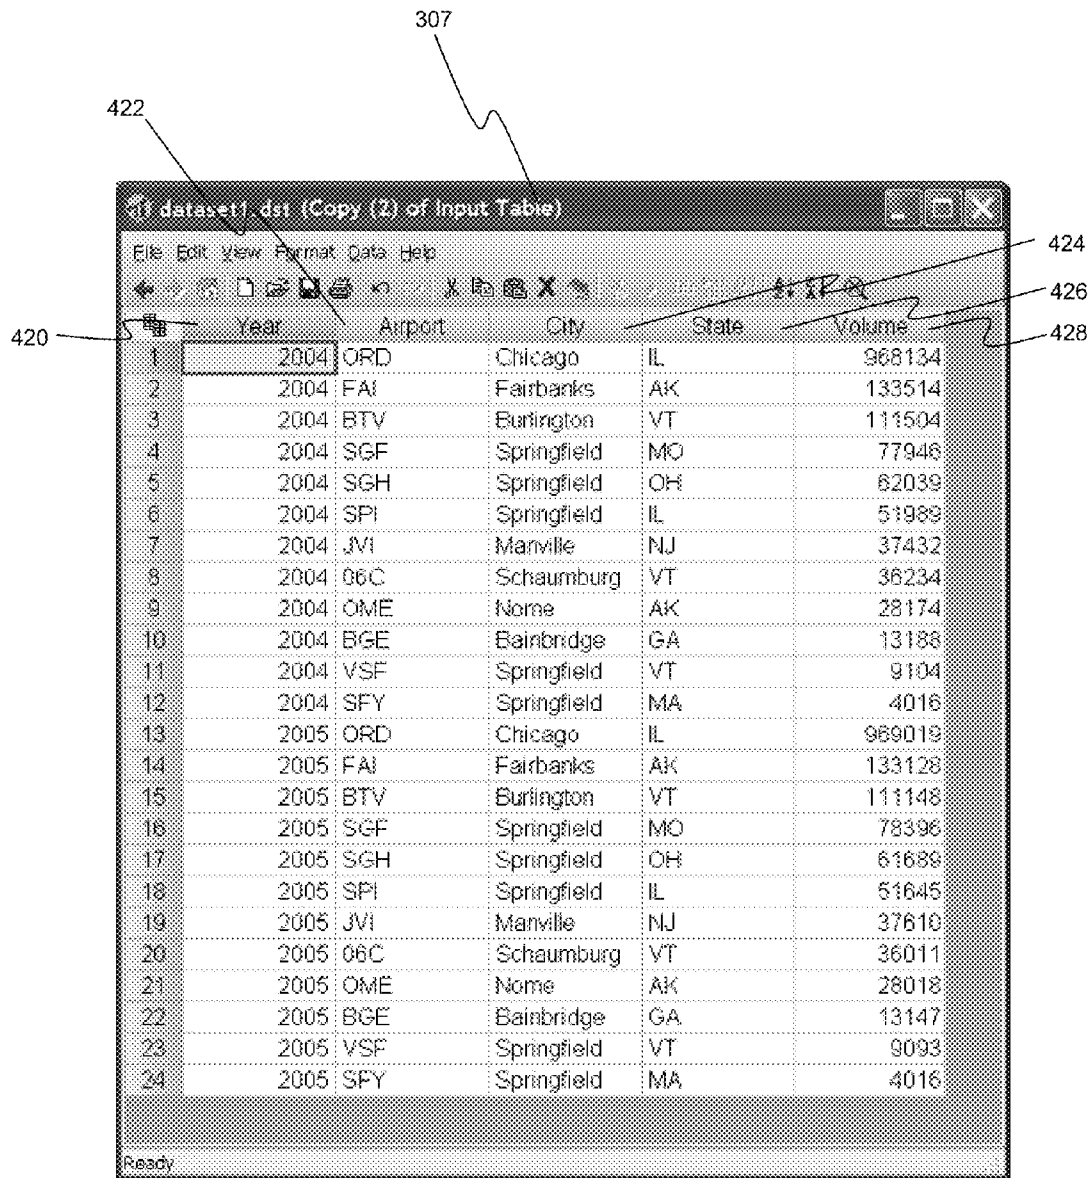 307
422
dataset1.dst (Copy (2) of Input Table)
File Edit View Format Data Help
424
426
428
420
Year Airport City State Volume
1 2004 ORD Chicago IL 968134
2 2004 FAI Fairbanks AK 133514
3 2004 BTV Burlington VT 111504
4 2004 SGF Springfield MO 77946
5 2004 SGH Springfield OH 62039
6 2004 SPI Springfield IL 51989
7 2004 JVI Manville NJ 37432
8 2004 06C Schaumburg VT 36234
9 2004 OME Nome AK 28174
10 2004 BGE Bainbridge GA 13188
11 2004 VSF Springfield VT 9104
12 2004 SFY Springfield MA 4016
13 2005 ORD Chicago IL 969019
14 2005 FAI Fairbanks AK 133128
15 2005 BTV Burlington VT 111148
16 2005 SGF Springfield MO 78396
17 2005 SGH Springfield OH 61689
18 2005 SPI Springfield IL 51645
19 2005 JVI Manville NJ 37610
20 2005 06C Schaumburg VT 36011
21 2005 OME Nome AK 28018
22 2005 BGE Bainbridge GA 13147
23 2005 VSF Springfield VT 9093
24 2005 SFY Springfield MA 4016
Ready